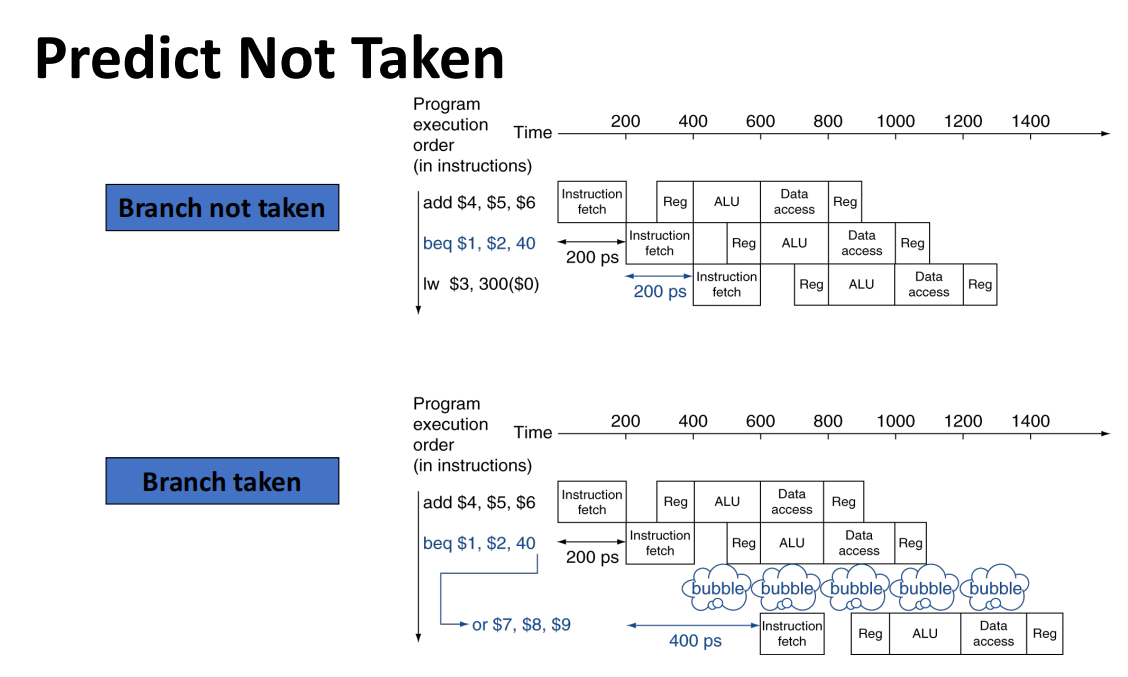 Predict Not Taken
Program
execution
order
(in instructions)
Time
200 400 600 800 1000 1200 1400
Branch not taken
add $4, $5, $6
Instruction
fetch
Reg
ALU
Data
access
Reg
beq $1, $2, 40
200 ps
Instruction
fetch
Reg
ALU
Data
access
Reg
lw $3, 300($0)
200 ps
Instruction
fetch
Reg
ALU
Data
access
Reg
Program
execution
order
(in instructions)
Time
200 400 600 800 1000 1200 1400
Branch taken
add $4, $5, $6
Instruction
fetch
Reg
ALU
Data
access
Reg
beq $1, $2, 40
200 ps
Instruction
fetch
Reg
ALU
Data
access
Reg
bubble bubble bubble bubble bubble
or $7, $8, $9
400 ps
Instruction
fetch
Reg
ALU
Data
access
Reg